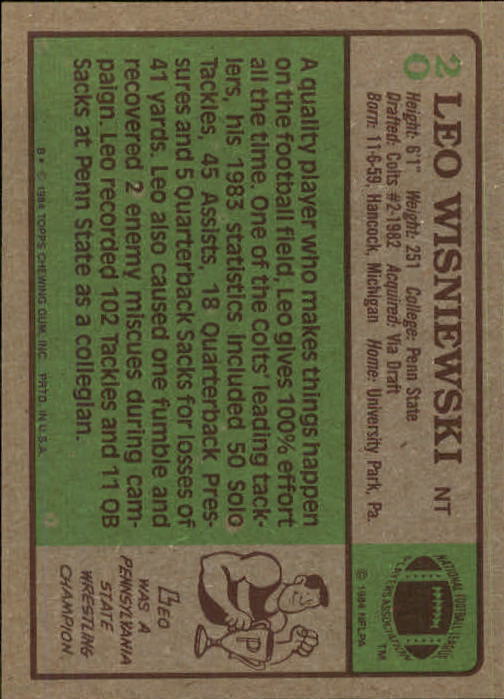 20
LEO WISNIEWSKI NT
Height: 6'1" Weight: 251 College: Penn State
Drafted: Colts #2-1982 Acquired: Via Draft
Born: 11-6-59, Hancock, Michigan Home: University Park, Pa.
NATIONAL FOOTBALL LEAGUE
PLAYERS ASSOCIATION
TM
© 1984 NFLPA
A quality player who makes things happen
on the football field, Leo gives 100% effort
all the time. One of the Colts' leading tack-
lers, his 1983 statistics included 50 Solo
Tackles, 45 Assists, 18 Quarterback Pres-
sures and 5 Quarterback Sacks for losses of
41 yards. Leo also caused one fumble and
recovered 2 enemy miscues during cam-
paign. Leo recorded 102 Tackles and 11 QB
Sacks at Penn State as a collegian.
P
LEO
WAS A
PENNSYLVANIA
STATE
WRESTLING
CHAMPION.
B* © 1984 TOPPS CHEWING GUM, INC. PRTD. IN U.S.A.